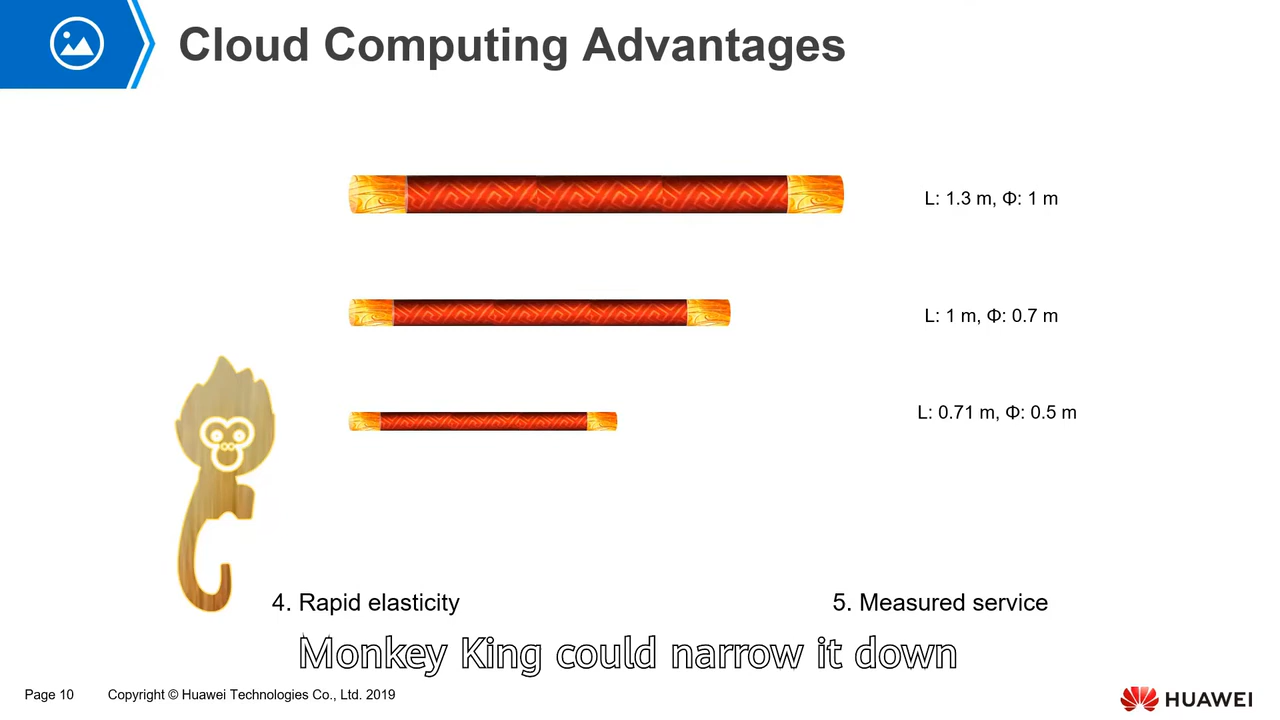 Cloud Computing Advantages
L: 1.3 m, Φ: 1 m
L: 1 m, Φ: 0.7 m
L: 0.71 m, Φ: 0.5 m
4. Rapid elasticity
5. Measured service
Monkey King could narrow it down
Page 10
Copyright © Huawei Technologies Co., Ltd. 2019
HUAWEI